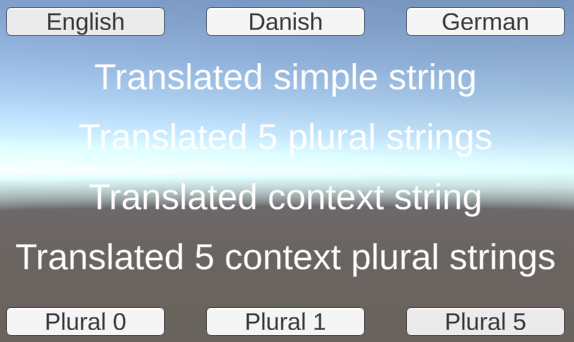 English Danish German
Translated simple string
Translated 5 plural strings
Translated context string
Translated 5 context plural strings
Plural 0 Plural 1 Plural 5